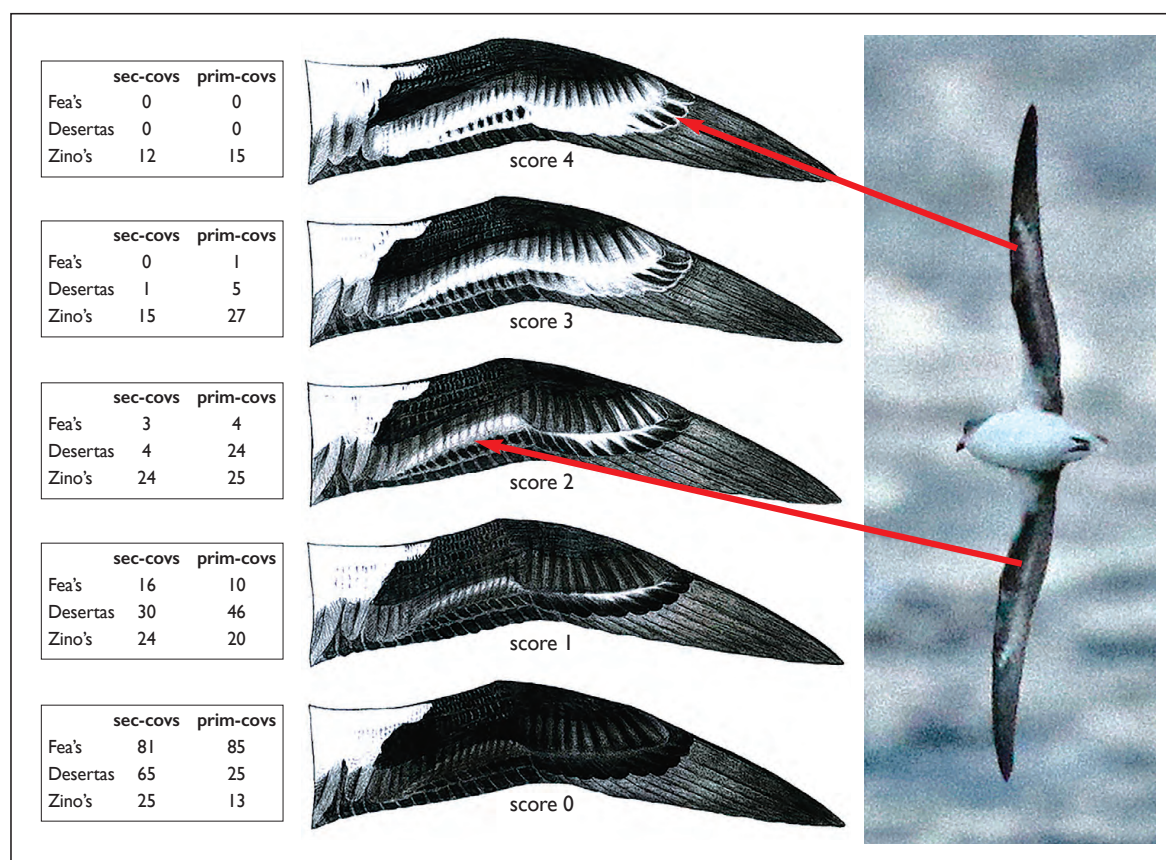 sec-covs prim-covs
Fea's 0 0
Desertas 0 0
Zino's 12 15
score 4
sec-covs prim-covs
Fea's 0 1
Desertas 1 5
Zino's 15 27
score 3
sec-covs prim-covs
Fea's 3 4
Desertas 4 24
Zino's 24 25
score 2
sec-covs prim-covs
Fea's 16 10
Desertas 30 46
Zino's 24 20
score 1
sec-covs prim-covs
Fea's 81 85
Desertas 65 25
Zino's 25 13
score 0